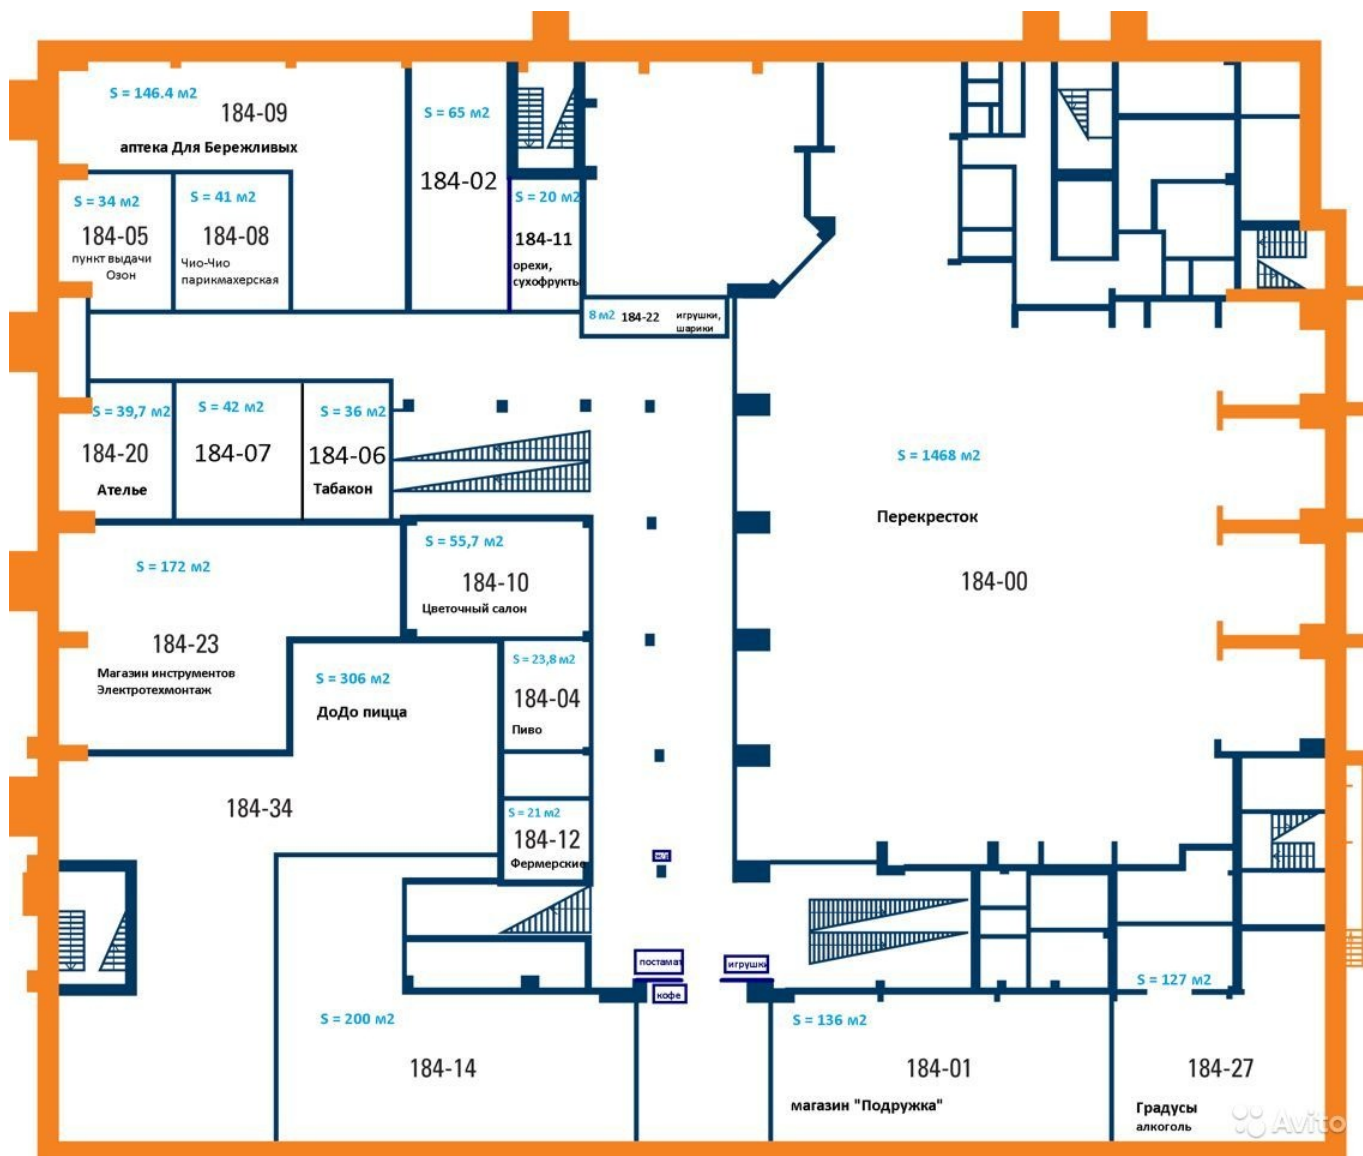 S = 146.4 м2
184-09
аптека Для Бережливых
S = 65 м2
184-02
S = 34 м2
184-05
пункт выдачи
Озон
S = 41 м2
184-08
Чио-Чио
парикмахерская
S = 20 м2
184-11
орехи,
сухофрукты
8 м2
184-22
игрушки,
шарики
S = 39,7 м2
184-20
Ателье
S = 42 м2
184-07
S = 36 м2
184-06
Табакон
S = 1468 м2
Перекресток
184-00
S = 172 м2
184-23
Магазин инструментов
Электротехмонтаж
S = 55,7 м2
184-10
Цветочный салон
S = 306 м2
ДоДо пицца
184-34
S = 23,8 м2
184-04
Пиво
S = 21 м2
184-12
Фермерские
постамат
игрушки
кофе
S = 200 м2
184-14
S = 136 м2
184-01
магазин "Подружка"
S = 127 м2
184-27
Градусы
алкоголь
Avito